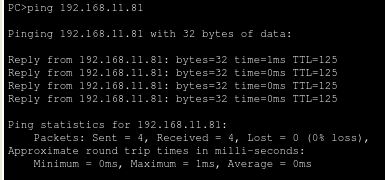 PC>ping 192.168.11.81
Pinging 192.168.11.81 with 32 bytes of data:
Reply from 192.168.11.81: bytes=32 time=1ms TTL=125
Reply from 192.168.11.81: bytes=32 time=0ms TTL=125
Reply from 192.168.11.81: bytes=32 time=0ms TTL=125
Reply from 192.168.11.81: bytes=32 time=0ms TTL=125
Ping statistics for 192.168.11.81:
Packets: Sent = 4, Received = 4, Lost = 0 (0% loss),
Approximate round trip times in milli-seconds:
Minimum = 0ms, Maximum = 1ms, Average = 0ms